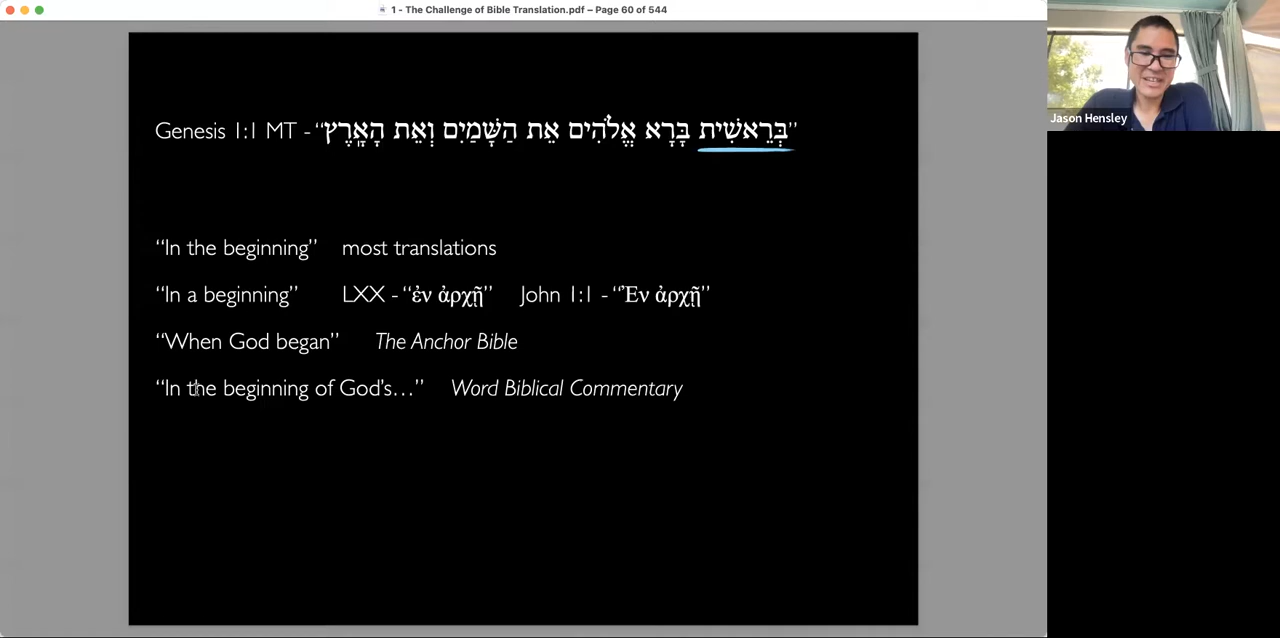 1 - The Challenge of Bible Translation.pdf – Page 60 of 544
Jason Hensley
Genesis 1:1 MT - “בְּרֵאשִׁית בָּרָא אֱלֹהִים אֵת הַשָּׁמַיִם וְאֵת הָאָרֶץ”
“In the beginning” most translations
“In a beginning” LXX - “ἐν ἀρχῇ” John 1:1 - “Ἐν ἀρχῇ”
“When God began” The Anchor Bible
“In the beginning of God’s…” Word Biblical Commentary